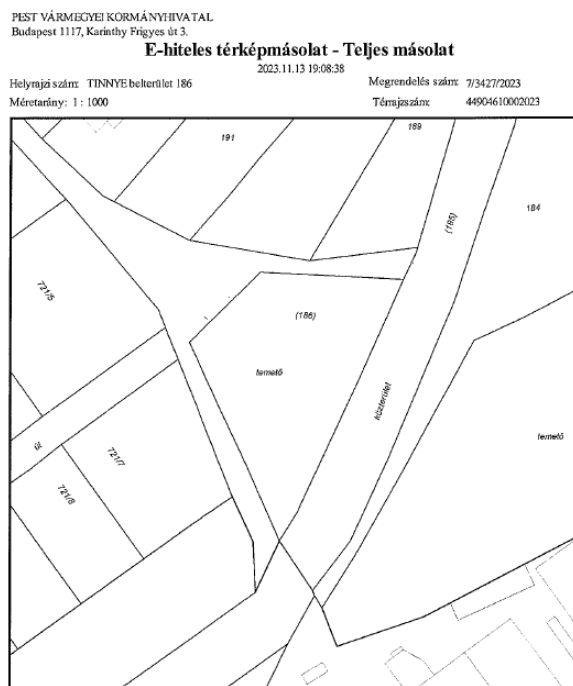 PEST VÁRMEGYEI KORMÁNYHIVATAL
Budapest 1117, Karinthy Frigyes út 3.
E-hiteles térképmásolat - Teljes másolat
2023.11.13 19:08:38
Helyrajzi szám: TINNYE belterület 186
Megrendelés szám: 7/3427/2023
Méretarány: 1 : 1000
Térrajzszám: 44904610002023
191
189
(185)
184
721/5
(186)
temető
közterület
temető
út
721/7
721/8